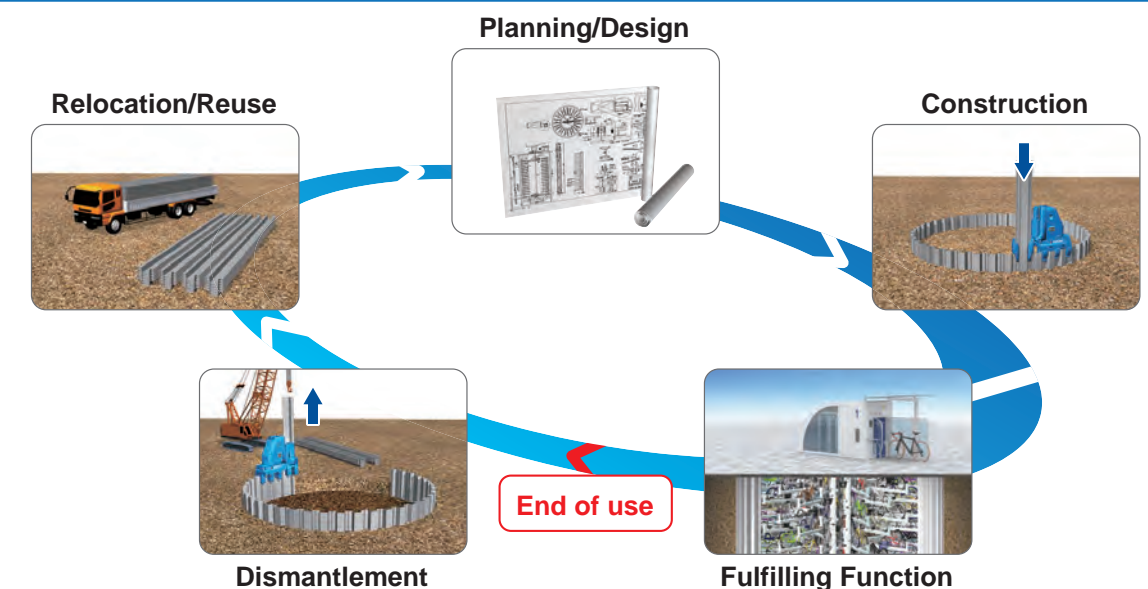 Planning/Design
Relocation/Reuse
Construction
End of use
Dismantlement
Fulfilling Function